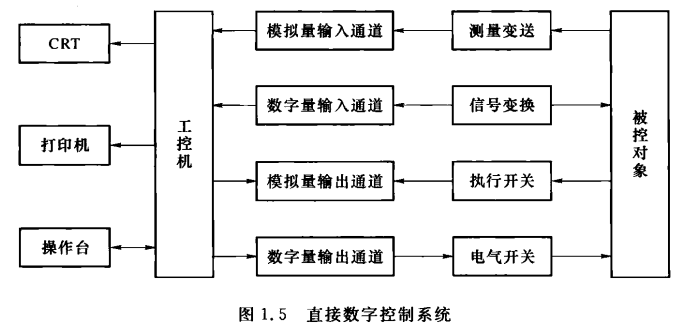 CRT
打印机
操作台
工控机
模拟量输入通道
测量变送
数字量输入通道
信号变换
模拟量输出通道
执行开关
数字量输出通道
电气开关
被控对象
图 1.5 直接数字控制系统